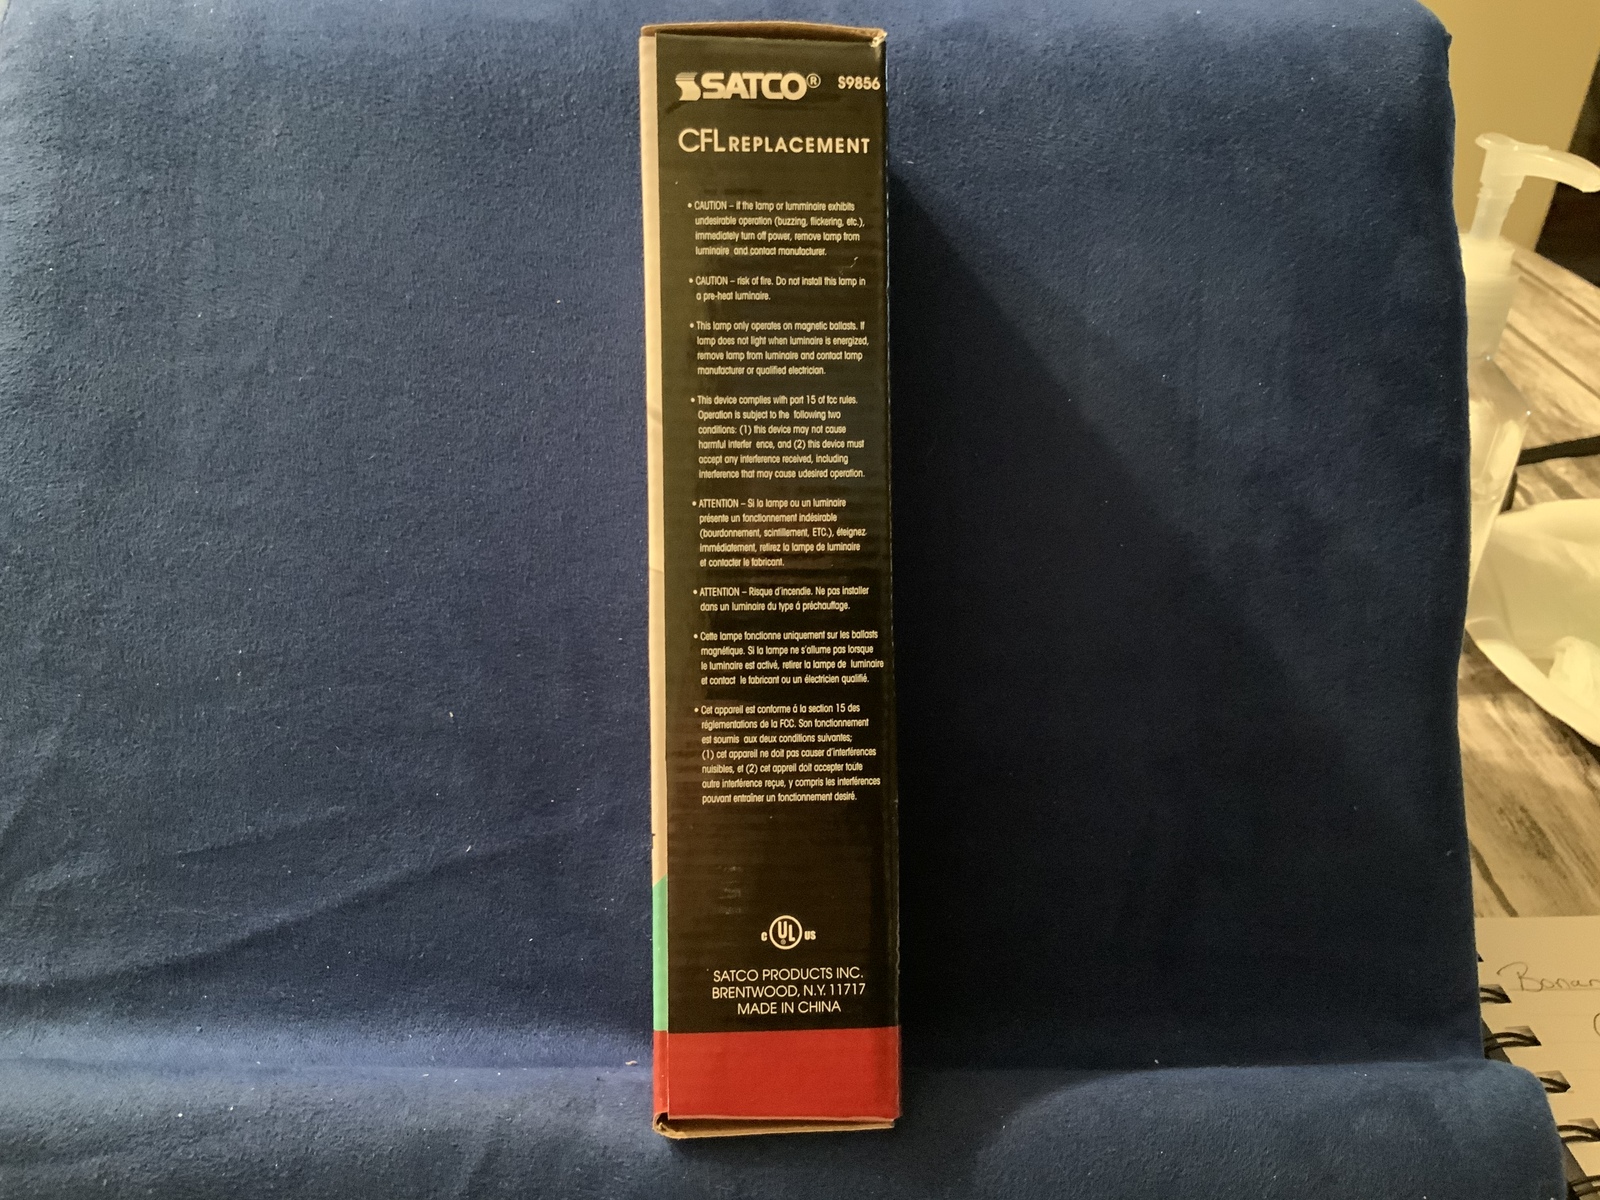 SATCO® S9856
CFL REPLACEMENT
• CAUTION – if the lamp or lumminaire exhibits
undesirable operation (buzzing, flickering, etc.),
immediately turn off power, remove lamp from
luminaire and contact manufacturer.
• CAUTION – risk of fire. Do not install this lamp in
a pre-heat luminaire.
• This lamp only operates on magnetic ballasts. If
lamp does not light when luminaire is energized,
remove lamp from luminaire and contact lamp
manufacturer or qualified electrician.
• This device complies with part 15 of fcc rules.
Operation is subject to the following two
conditions: (1) this device may not cause
harmful interfer ence, and (2) this device must
accept any interference received, including
interference that may cause udesired operation.
• ATTENTION – Si la lampe ou un luminaire
présente un fonctionnement indésirable
(bourdonnement, scintillement, ETC.), éteignez
immédiatement, retirez la lampe de luminaire
et contacter le fabricant.
• ATTENTION – Risque d'incendie. Ne pas installer
dans un luminaire du type à préchauffage.
• Cette lampe fonctionne uniquement sur les ballasts
magnétique. Si la lampe ne s'allume pas lorsque
le luminaire est activé, retirer la lampe de luminaire
et contact le fabricant ou un électricien qualifié.
• Cet appareil est conforme á la section 15 des
réglementations de la FCC. Son fonctionnement
est soumis aux deux conditions suivantes;
(1) cet appareil ne doit pas causer d'interférences
nuisibles, et (2) cet appreil doit accepter toute
autre interférence reçue, y compris les interférences
pouvant entraîner un fonctionnement desiré.
c UL US
SATCO PRODUCTS INC.
BRENTWOOD, N.Y. 11717
MADE IN CHINA